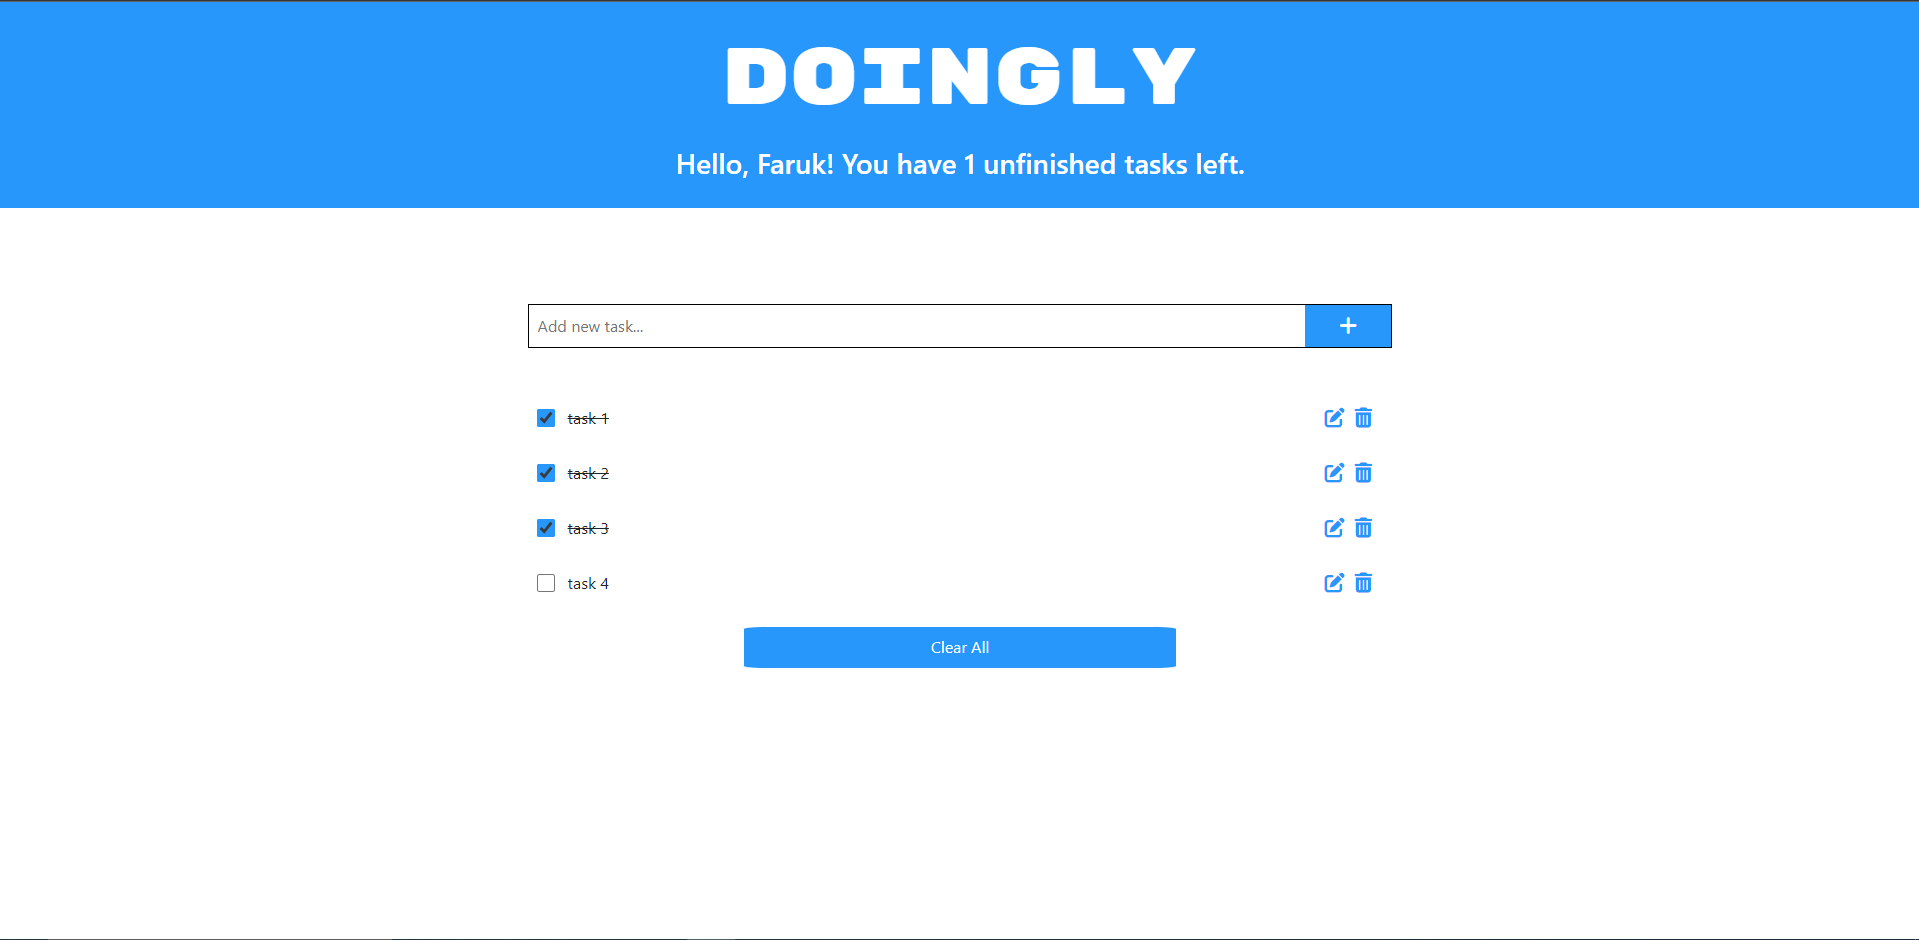 DOINGLY
Hello, Faruk! You have 1 unfinished tasks left.
Add new task...
task 1
task 2
task 3
task 4
Clear All